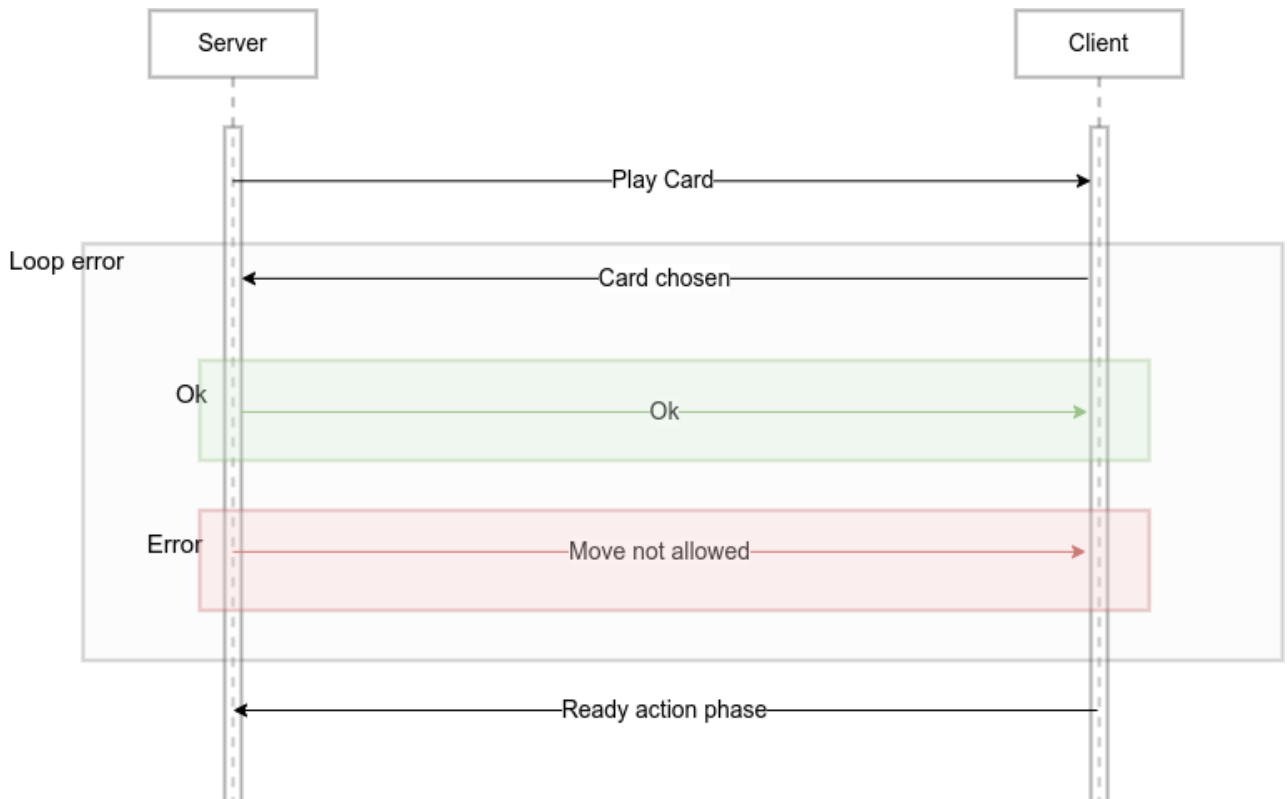 Server
Client
Play Card
Loop error
Card chosen
Ok
Ok
Error
Move not allowed
Ready action phase